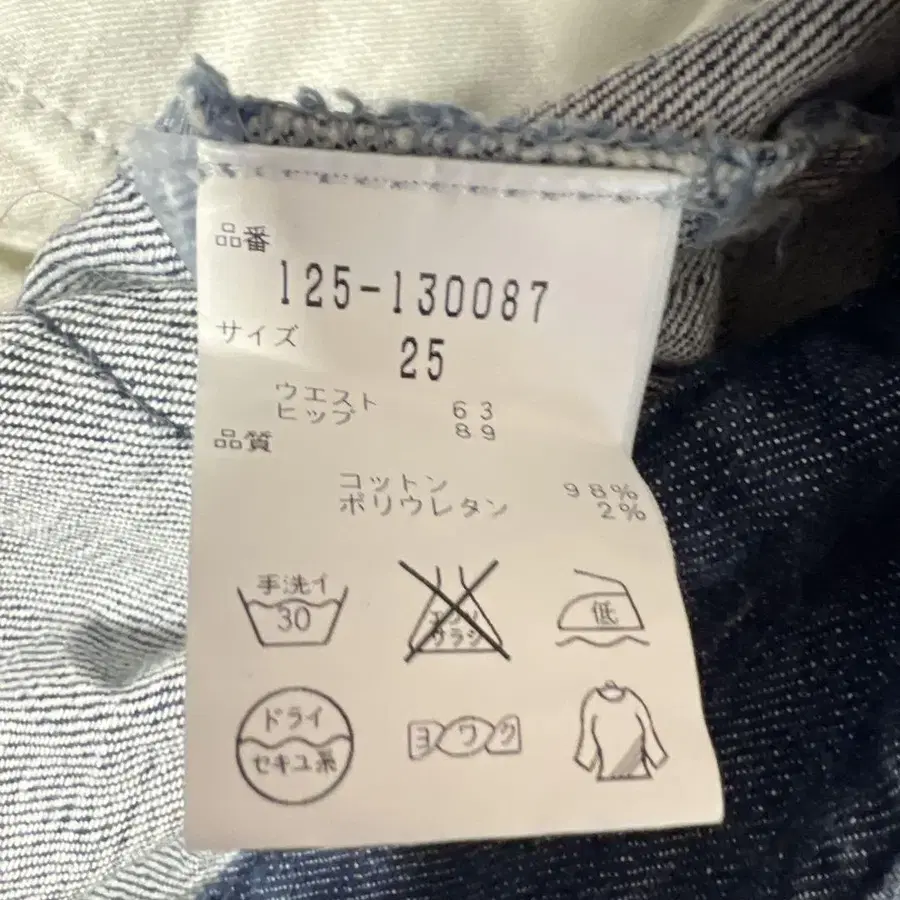 品番
125-130087
サイズ
25
ウエスト 63
ヒップ 89
品質
コットン 98%
ポリウレタン 2%
手洗イ
30
エンソ
サラシ
低
ドライ
セキユ系
ヨワク